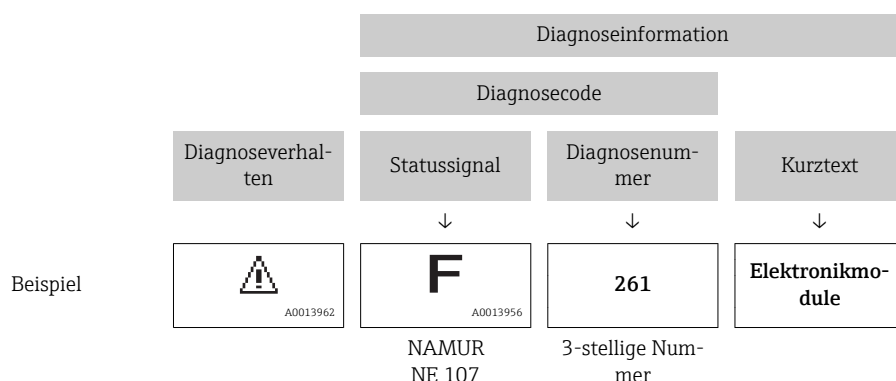 Diagnoseinformation
Diagnosecode
Diagnoseverhal-
ten
Statussignal
Diagnosenum-
mer
Kurztext
↓ ↓ ↓
Beispiel
A0013962
F
A0013956
261
Elektronikmo-
dule
NAMUR
NE 107
3-stellige Num-
mer